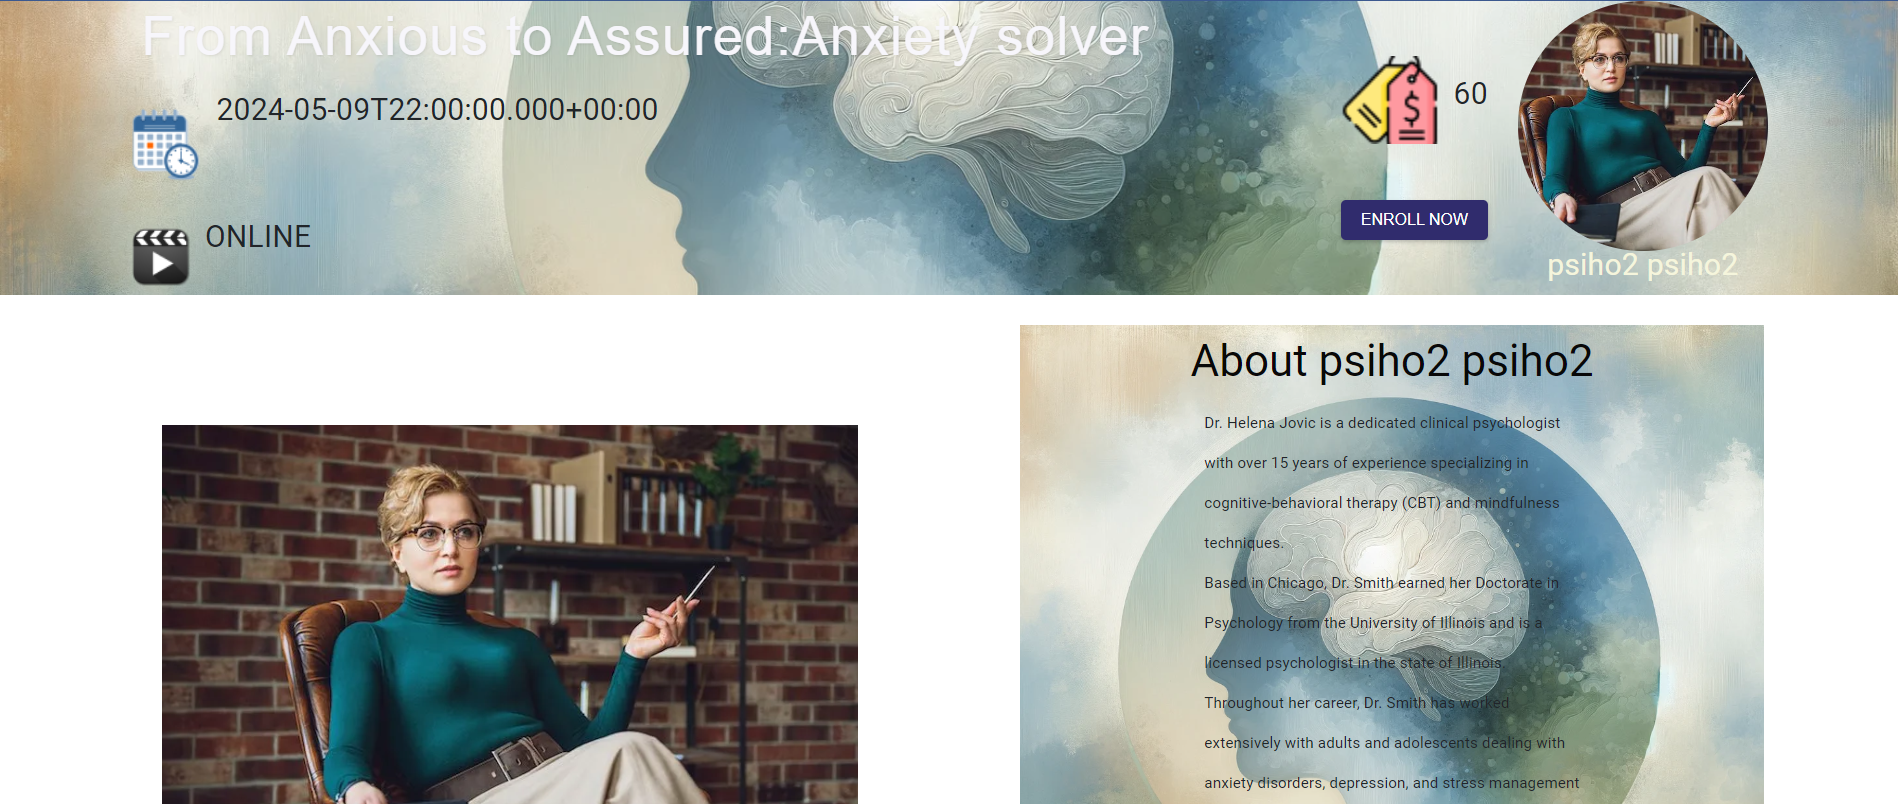 From Anxious to Assured:Anxiety solver
2024-05-09T22:00:00.000+00:00
$
60
ONLINE
ENROLL NOW
psiho2 psiho2
About psiho2 psiho2
Dr. Helena Jovic is a dedicated clinical psychologist
with over 15 years of experience specializing in
cognitive-behavioral therapy (CBT) and mindfulness
techniques.
Based in Chicago, Dr. Smith earned her Doctorate in
Psychology from the University of Illinois and is a
licensed psychologist in the state of Illinois.
Throughout her career, Dr. Smith has worked
extensively with adults and adolescents dealing with
anxiety disorders, depression, and stress management